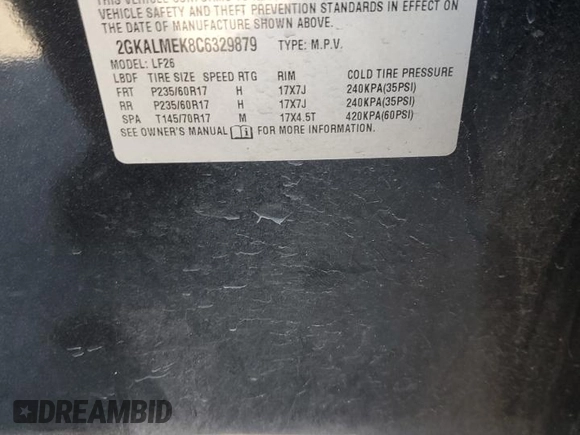 VEHICLE SAFETY AND THEFT PREVENTION STANDARDS IN EFFECT ON
THE DATE OF MANUFACTURE SHOWN ABOVE.
2GKALMEK8C6329879 TYPE: M.P.V.
MODEL: LF26
LBDF TIRE SIZE SPEED RTG RIM COLD TIRE PRESSURE
FRT P235/60R17 H 17X7J 240KPA(35PSI)
RR P235/60R17 H 17X7J 240KPA(35PSI)
SPA T145/70R17 M 17X4.5T 420KPA(60PSI)
SEE OWNER'S MANUAL FOR MORE INFORMATION.
DREAMBID